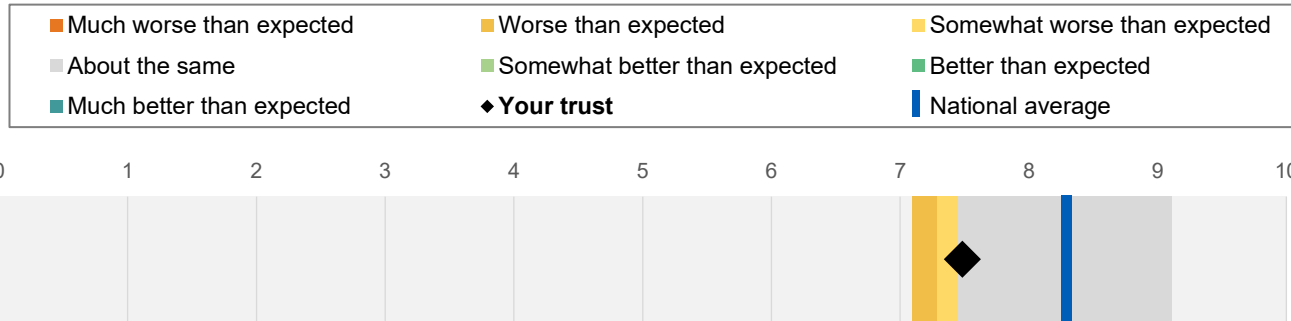 Much worse than expected Worse than expected Somewhat worse than expected
About the same Somewhat better than expected Better than expected
Much better than expected Your trust National average
0 1 2 3 4 5 6 7 8 9 10